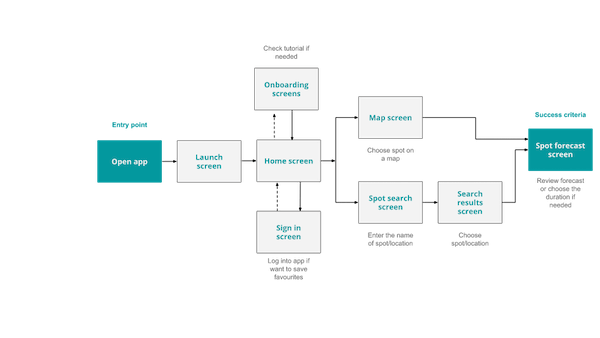 Check tutorial if
needed
Onboarding
screens
Entry point
Open app
Launch
screen
Home screen
Sign in
screen
Log into app if
want to save
favourites
Map screen
Choose spot on
a map
Spot search
screen
Enter the name
of spot/location
Search
results
screen
Choose
spot/location
Success criteria
Spot forecast
screen
Review forecast
or choose the
duration if
needed